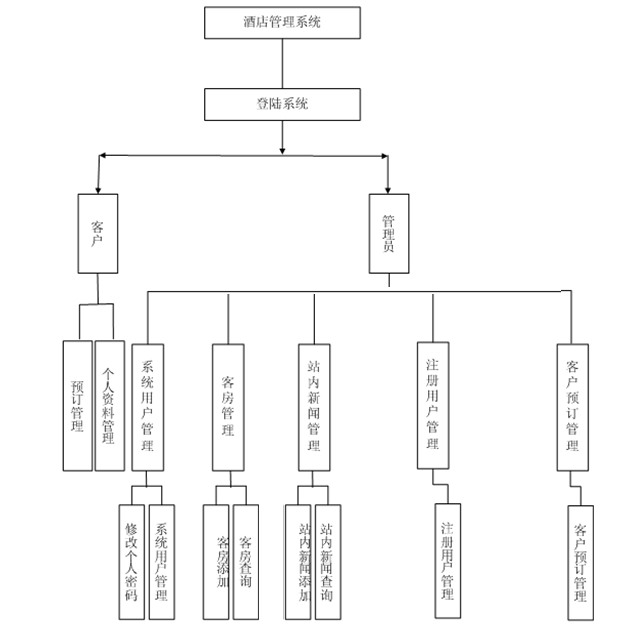 酒店管理系统
登陆系统
客户
管理员
预订管理
个人资料管理
系统用户管理
客房管理
站内新闻管理
注册用户管理
客户预订管理
修改个人密码
系统用户管理
客房添加
客房查询
站内新闻添加
站内新闻查询
注册用户管理
客户预订管理